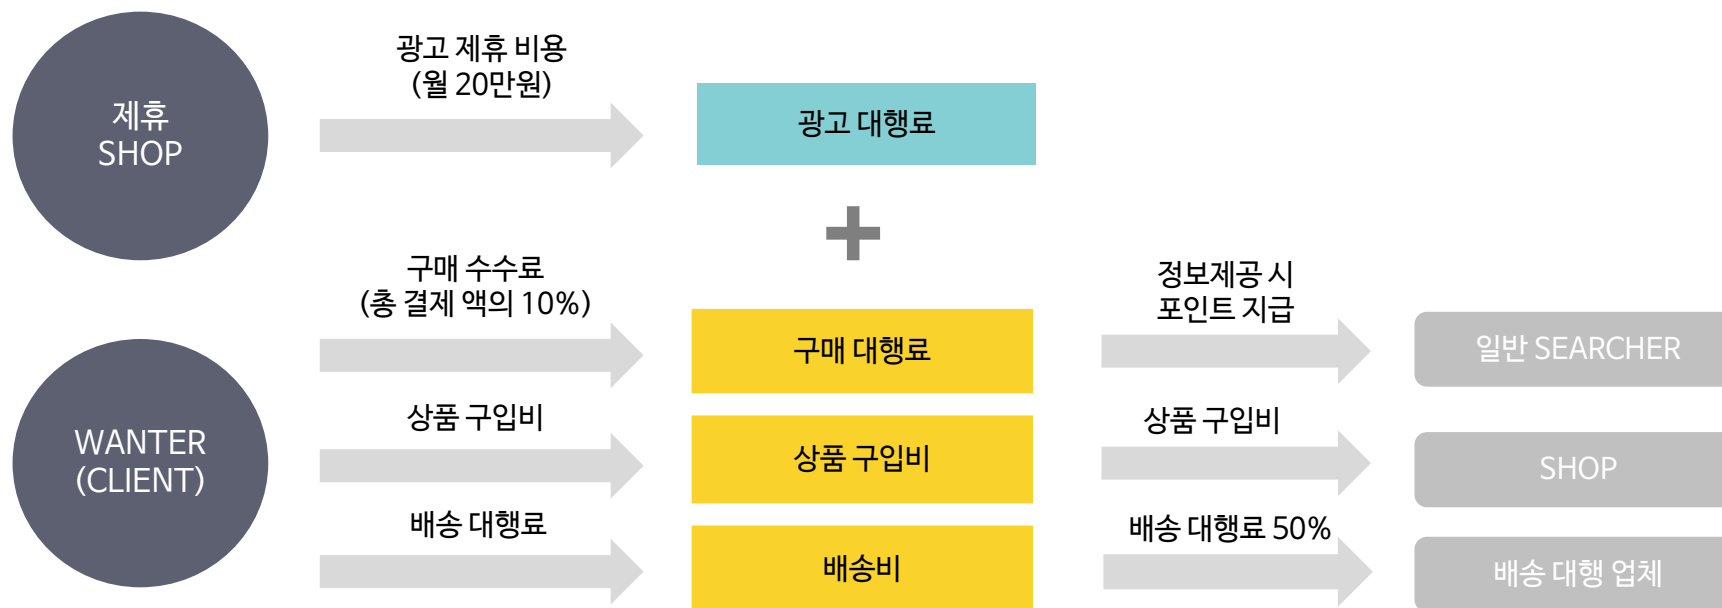 제휴
SHOP
광고 제휴 비용
(월 20만원)
광고 대행료
+
구매 수수료
(총 결제 액의 10%)
구매 대행료
정보제공 시
포인트 지급
일반 SEARCHER
WANTER
(CLIENT)
상품 구입비
상품 구입비
상품 구입비
SHOP
배송 대행료
배송비
배송 대행료 50%
배송 대행 업체